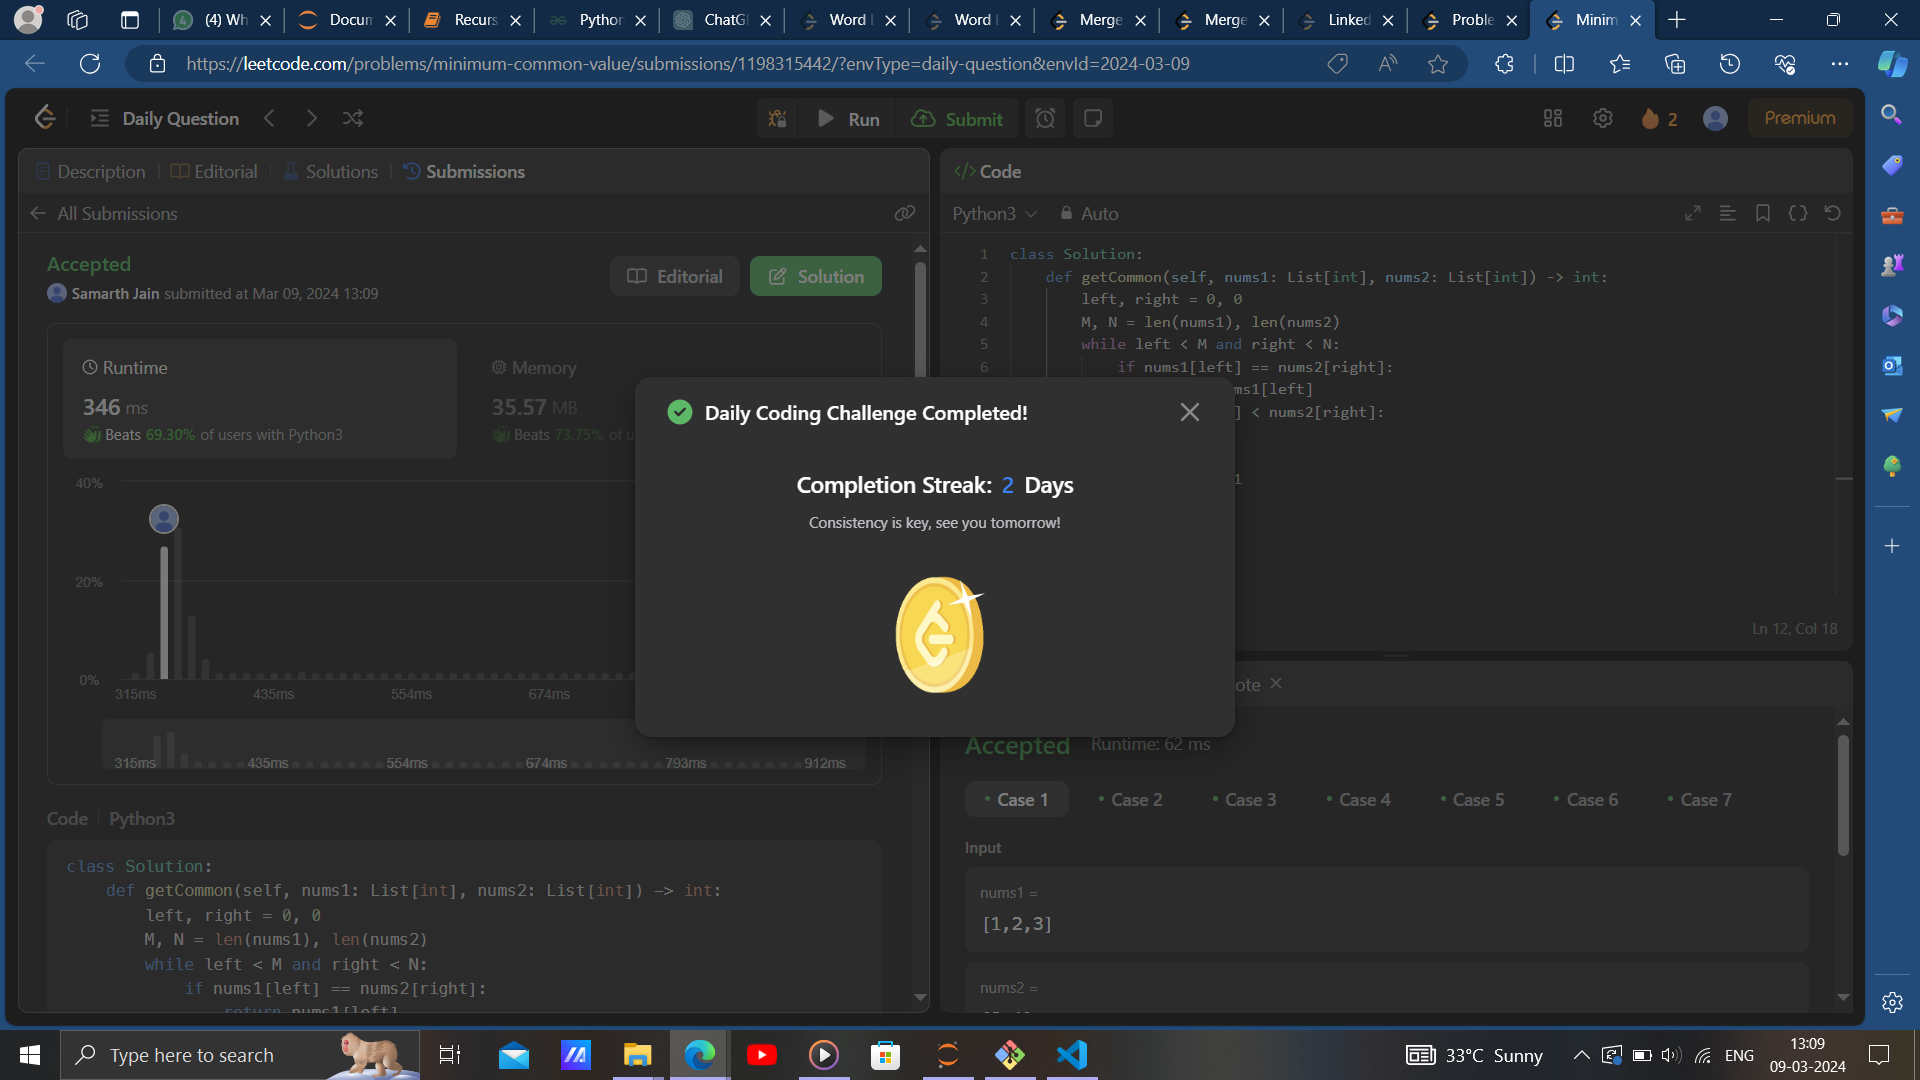 (4) Wh
Docum
Recurs
Python
ChatGI
Word
Word
Merge
Merge
Linked
Proble
Minim
https://leetcode.com/problems/minimum-common-value/submissions/1198315442/?envType=daily-question&envId=2024-03-09
Daily Question
Run
Submit
2
Premium
Description
Editorial
Solutions
Submissions
All Submissions
Accepted
Samarth Jain submitted at Mar 09, 2024 13:09
Editorial
Solution
Runtime
346 ms
Beats 69.30% of users with Python3
Memory
35.57 MB
Beats 73.75% of u
40%
20%
0%
315ms 435ms 554ms 674ms
315ms 435ms 554ms 674ms 793ms 912ms
Code Python3
class Solution:
def getCommon(self, nums1: List[int], nums2: List[int]) -> int:
left, right = 0, 0
M, N = len(nums1), len(nums2)
while left < M and right < N:
if nums1[left] == nums2[right]:
return nums1[left]
Daily Coding Challenge Completed!
Completion Streak: 2 Days
Consistency is key, see you tomorrow!
</> Code
Python3
Auto
1 class Solution:
2 def getCommon(self, nums1: List[int], nums2: List[int]) -> int:
3 left, right = 0, 0
4 M, N = len(nums1), len(nums2)
5 while left < M and right < N:
6 if nums1[left] == nums2[right]:
ms1[left]
] < nums2[right]:
1
Ln 12, Col 18
ote
Accepted Runtime: 62 ms
Case 1 Case 2 Case 3 Case 4 Case 5 Case 6 Case 7
Input
nums1 =
[1,2,3]
nums2 =
Type here to search
33°C Sunny
ENG
13:09
09-03-2024